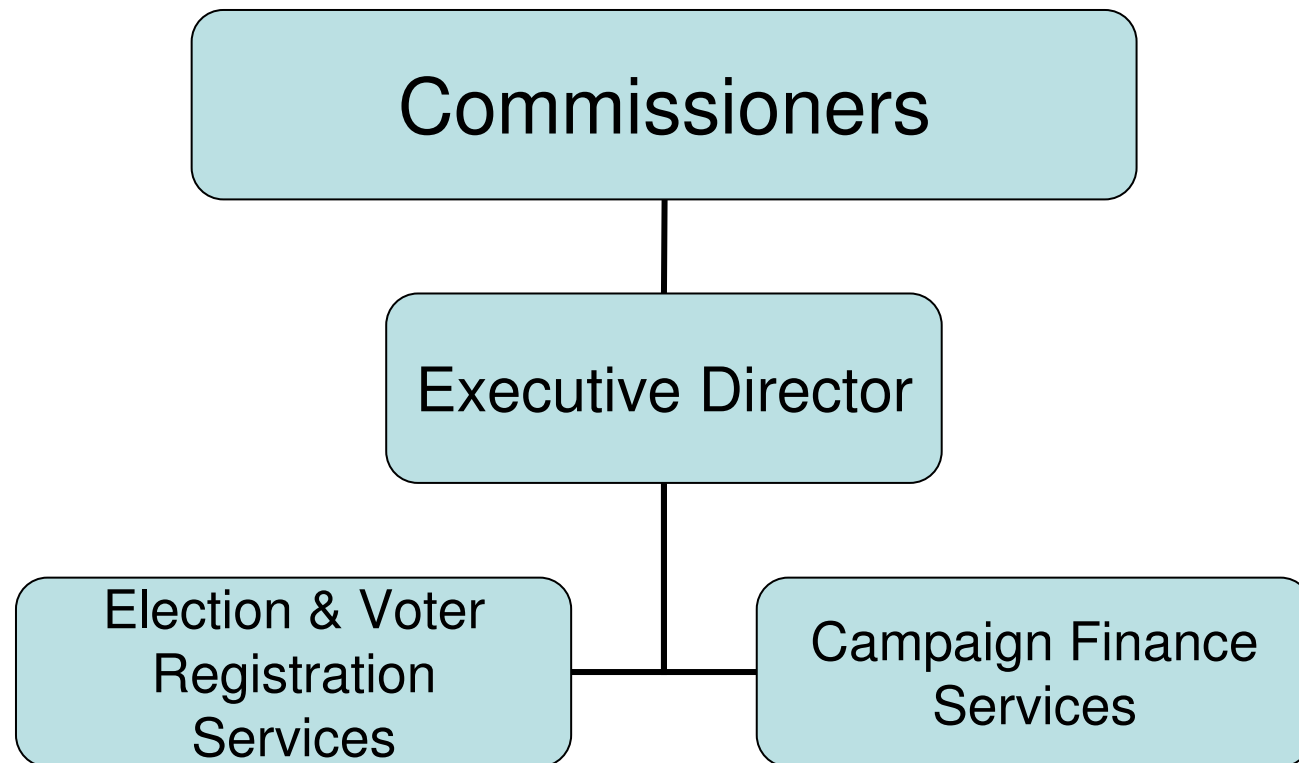 Commissioners
Executive Director
Election & Voter
Registration
Services
Campaign Finance
Services